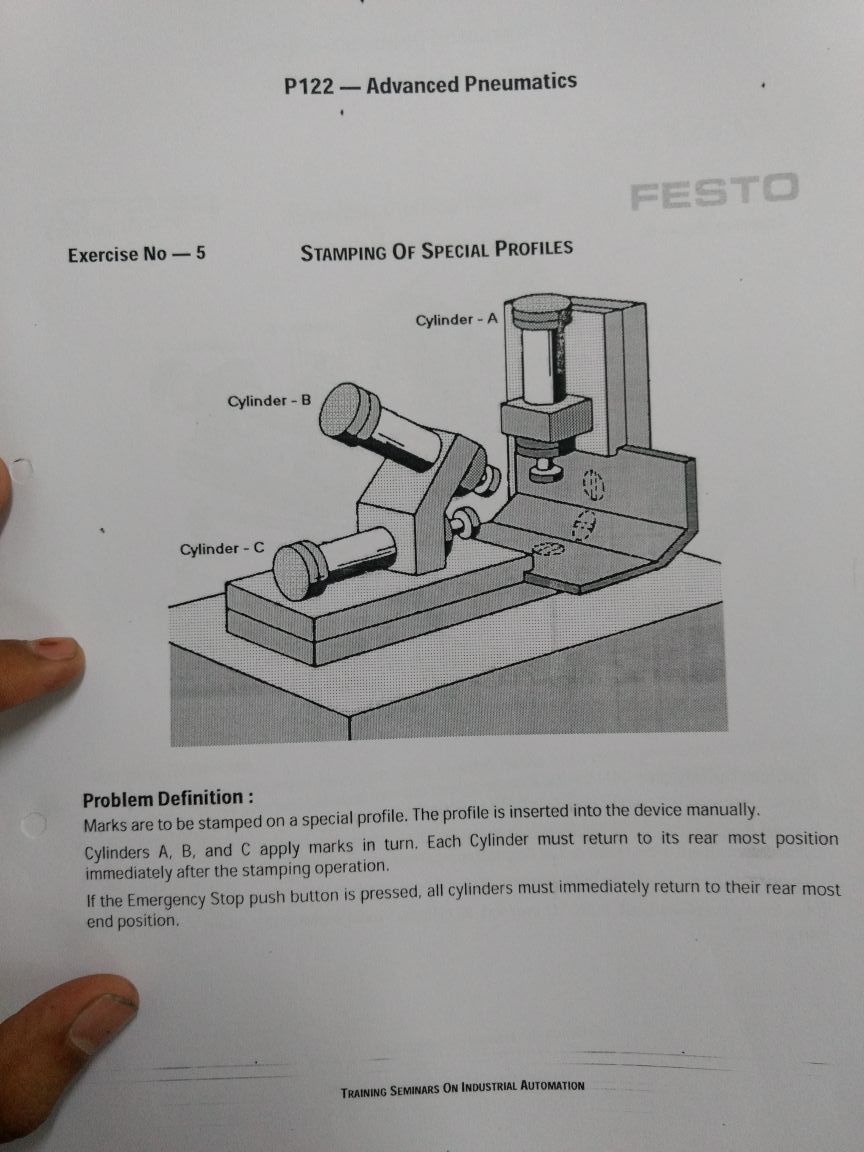 P122 — Advanced Pneumatics
FESTO
Exercise No — 5 STAMPING OF SPECIAL PROFILES
Cylinder - A
Cylinder - B
Cylinder - C
Problem Definition :
Marks are to be stamped on a special profile. The profile is inserted into the device manually.
Cylinders A, B, and C apply marks in turn. Each Cylinder must return to its rear most position
immediately after the stamping operation.
If the Emergency Stop push button is pressed, all cylinders must immediately return to their rear most
end position.
TRAINING SEMINARS ON INDUSTRIAL AUTOMATION